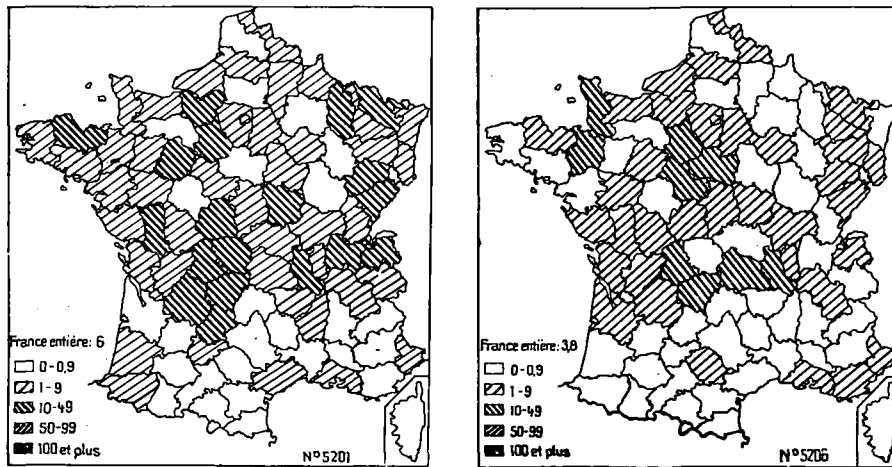 France entière: 6
0-0,9
1-9
10-49
50-99
100 et plus
N°5201
France entière: 3,8
0-0,9
1-9
10-49
50-99
100 et plus
N°5206